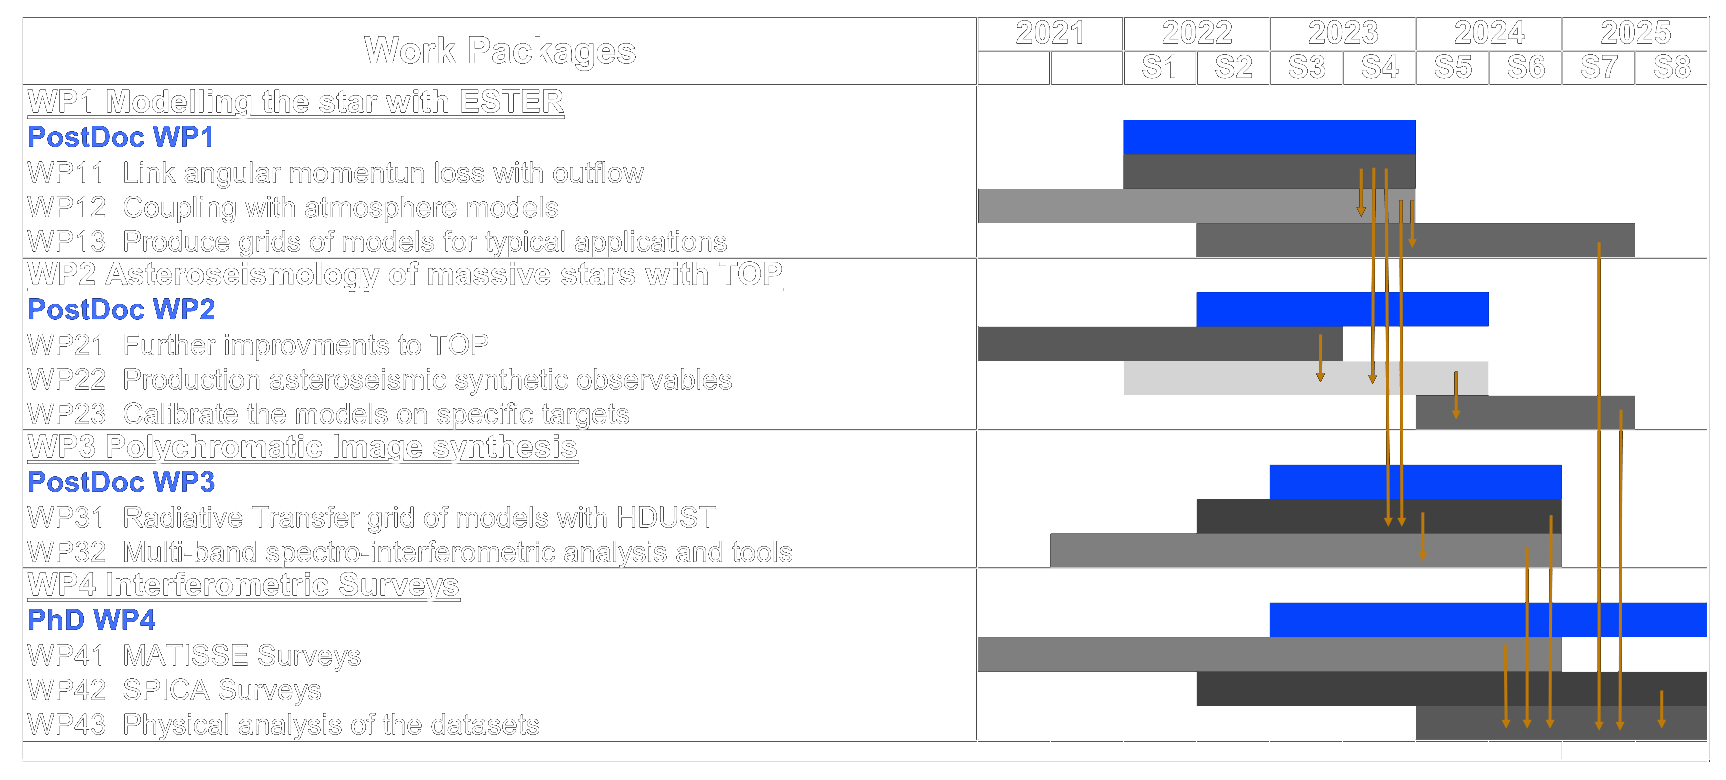 Work Packages 2021 2022 2023 2024 2025
S1 S2 S3 S4 S5 S6 S7 S8
WP1 Modelling the star with ESTER
PostDoc WP1
WP11 Link angular momentun loss with outflow
WP12 Coupling with atmosphere models
WP13 Produce grids of models for typical applications
WP2 Asteroseismology of massive stars with TOP
PostDoc WP2
WP21 Further improvments to TOP
WP22 Production asteroseismic synthetic observables
WP23 Calibrate the models on specific targets
WP3 Polychromatic Image synthesis
PostDoc WP3
WP31 Radiative Transfer grid of models with HDUST
WP32 Multi-band spectro-interferometric analysis and tools
WP4 Interferometric Surveys
PhD WP4
WP41 MATISSE Surveys
WP42 SPICA Surveys
WP43 Physical analysis of the datasets